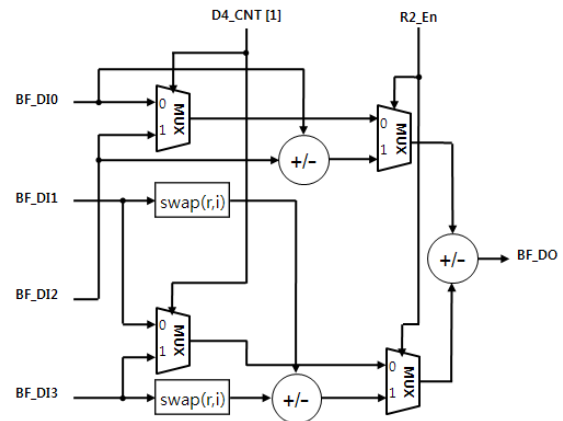 D4_CNT [1]
R2_En
BF_DI0
0
MUX
1
0
MUX
1
+/-
BF_DI1
swap(r,i)
+/-
BF_DO
BF_DI2
0
MUX
1
0
MUX
1
BF_DI3
swap(r,i)
+/-